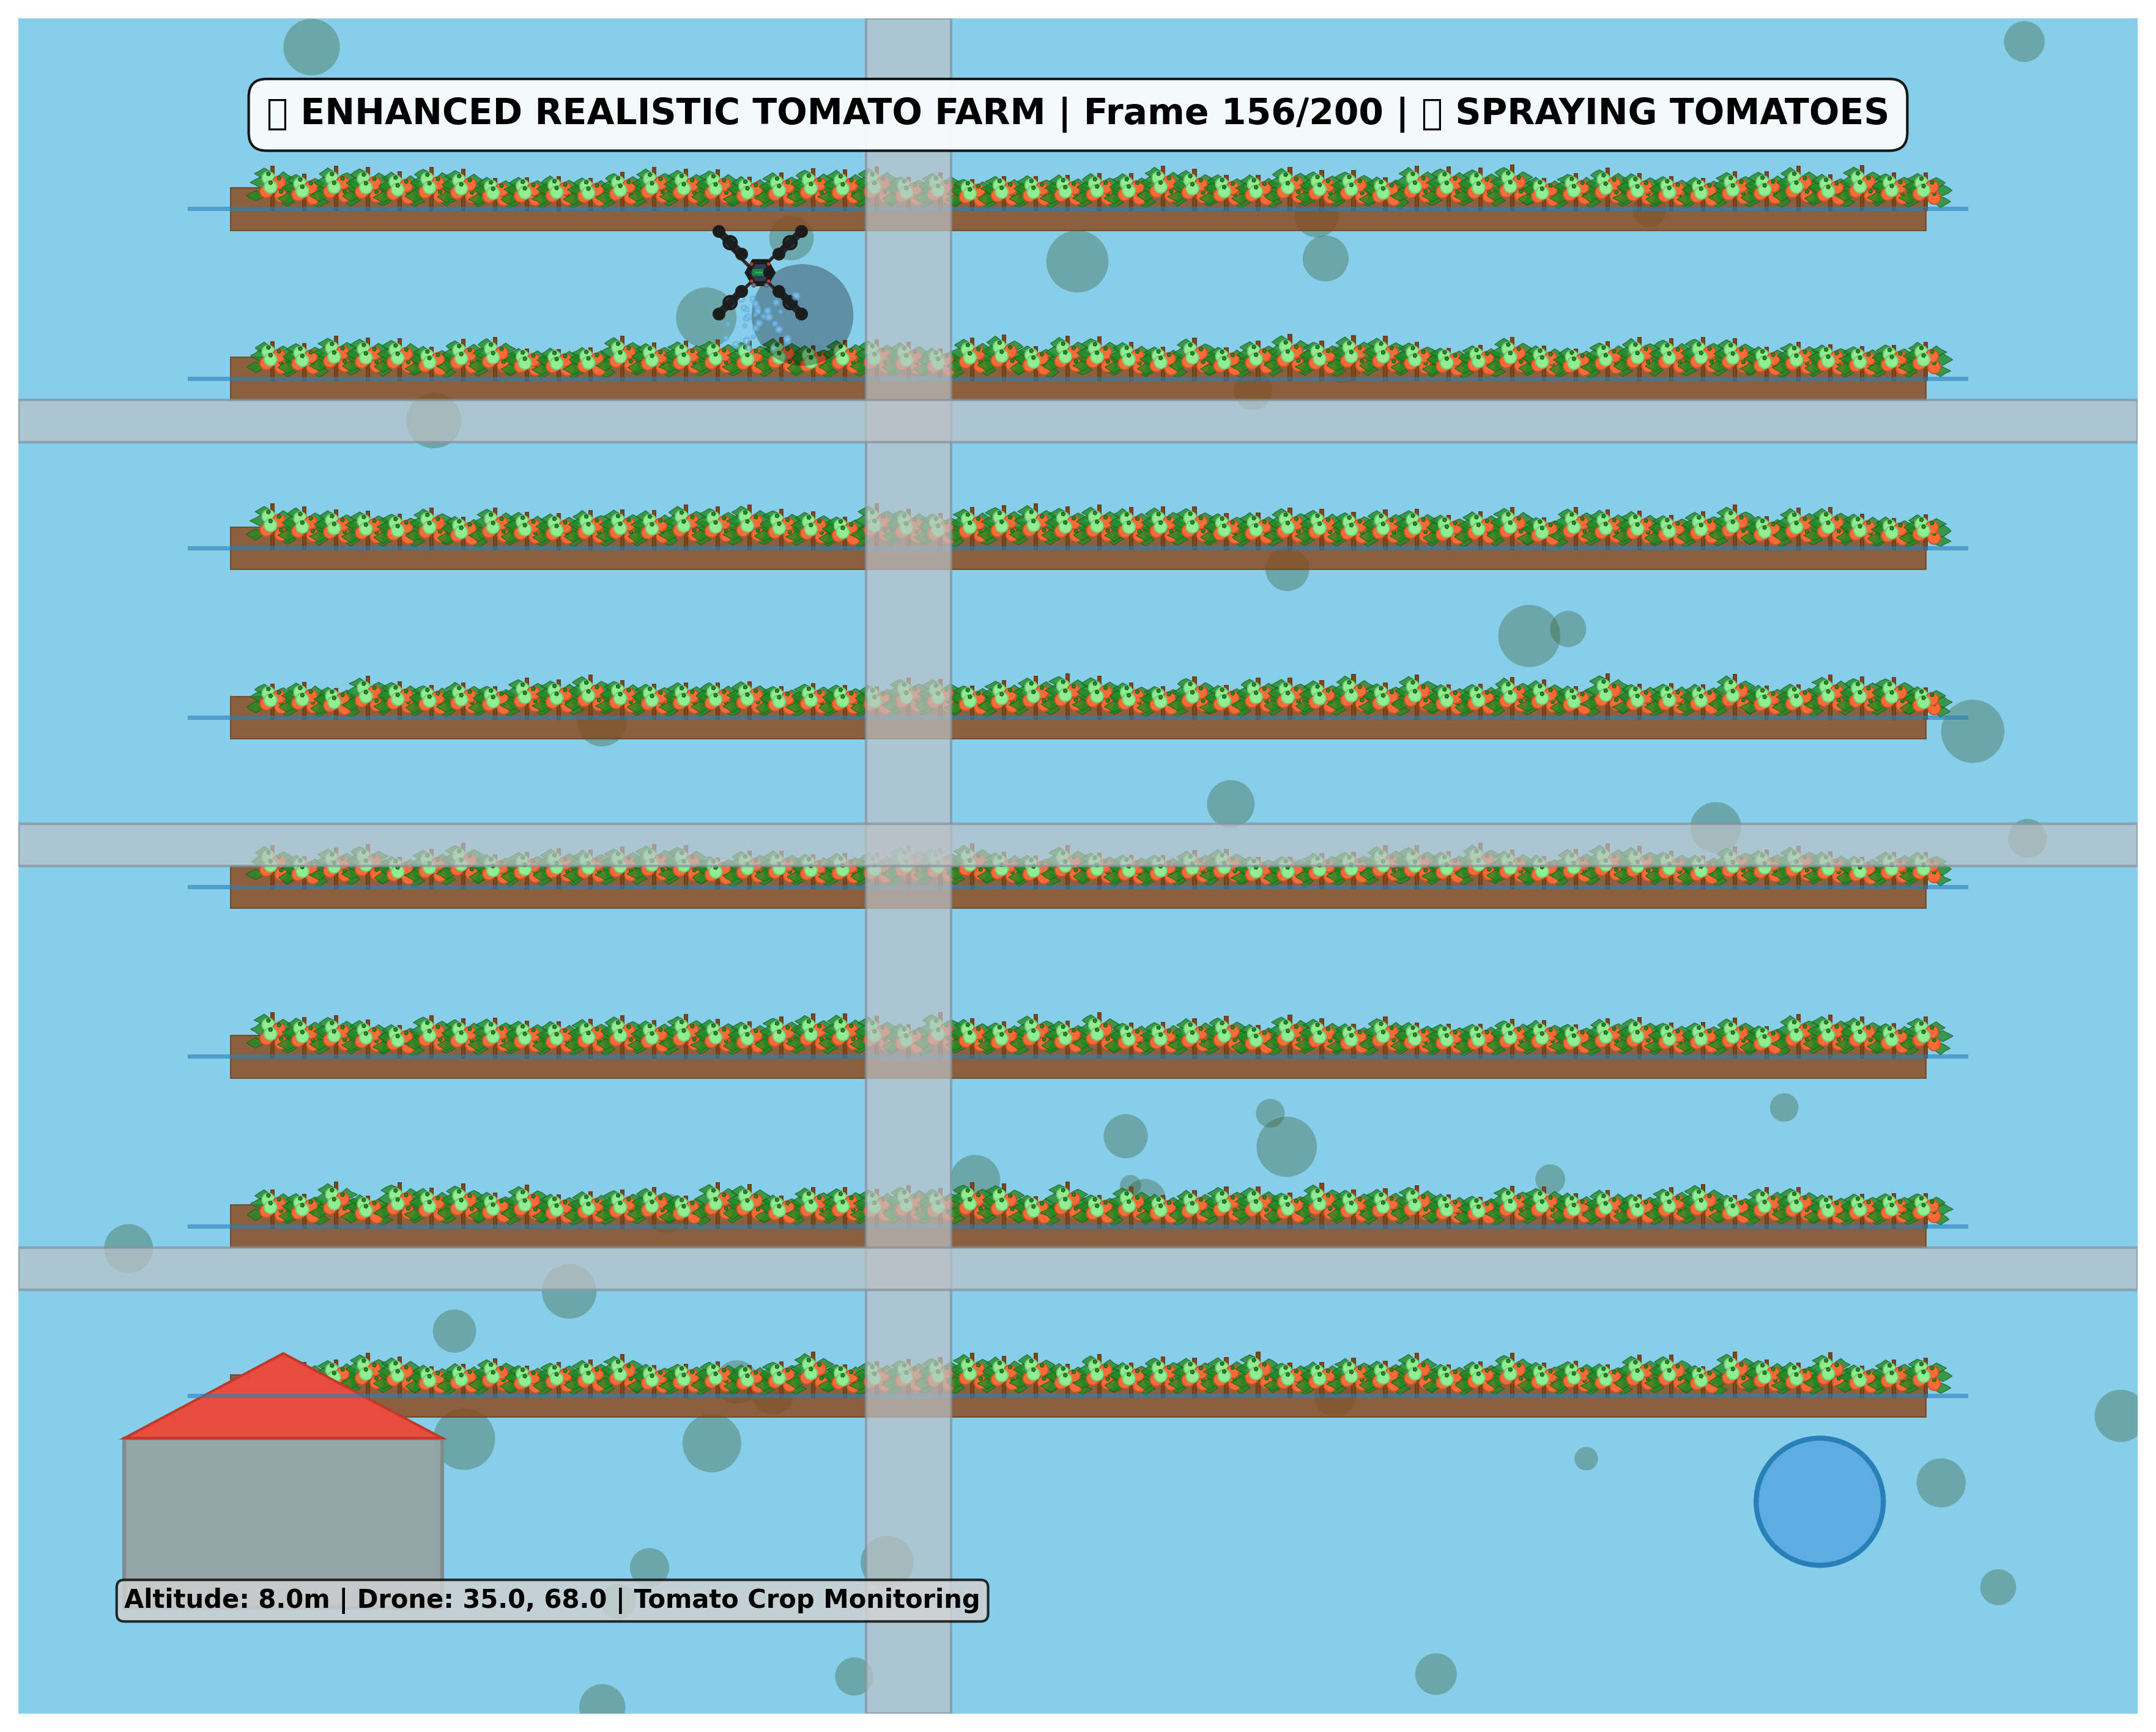 ▯ ENHANCED REALISTIC TOMATO FARM | Frame 156/200 | ▯ SPRAYING TOMATOES
Altitude: 8.0m | Drone: 35.0, 68.0 | Tomato Crop Monitoring